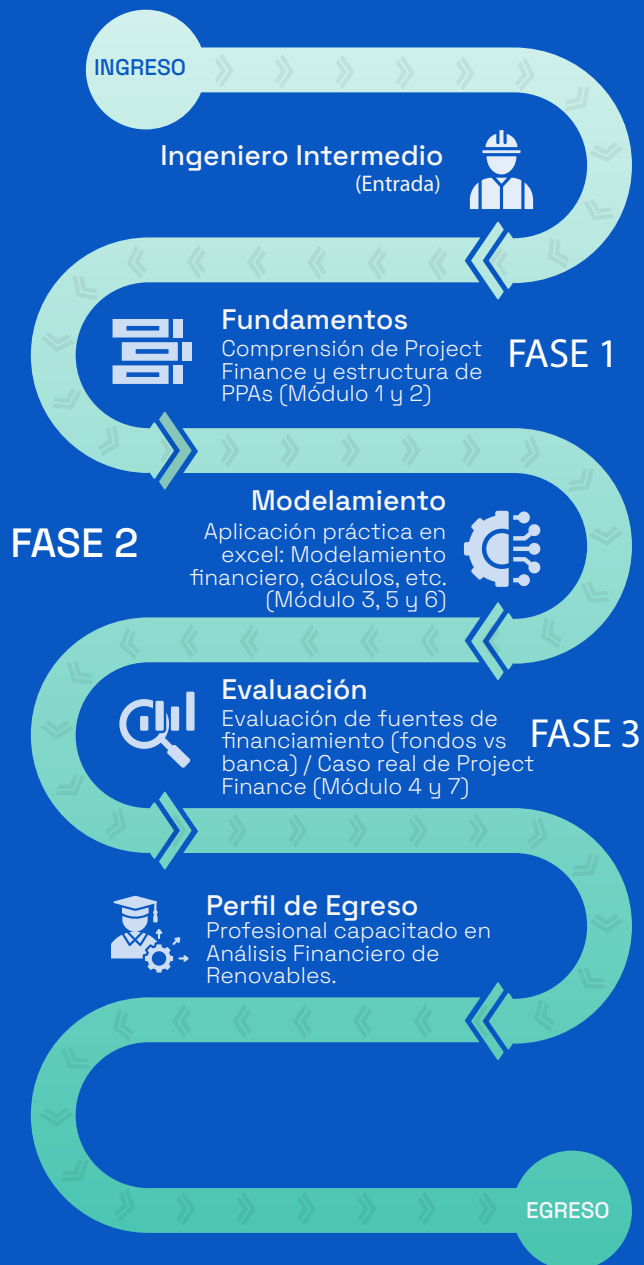 INGRESO
Ingeniero Intermedio
(Entrada)
Fundamentos
Comprensión de Project
Finance y estructura de
PPAs (Módulo 1 y 2)
FASE 1
Modelamiento
Aplicación práctica en
excel: Modelamiento
financiero, cáculos, etc.
(Módulo 3, 5 y 6)
FASE 2
Evaluación
Evaluación de fuentes de
financiamiento (fondos vs
banca) / Caso real de Project
Finance (Módulo 4 y 7)
FASE 3
Perfil de Egreso
Profesional capacitado en
Análisis Financiero de
Renovables.
EGRESO